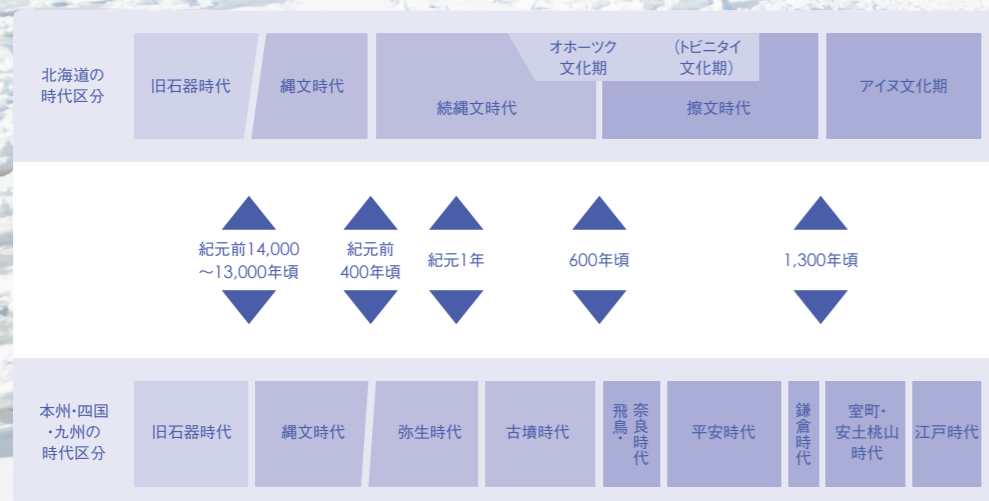 北海道の
時代区分
旧石器時代
縄文時代
続縄文時代
オホーツク
文化期
(トビニタイ
文化期)
擦文時代
アイヌ文化期
紀元前14,000
～13,000年頃
紀元前
400年頃
紀元1年
600年頃
1,300年頃
本州・四国
・九州の
時代区分
旧石器時代
縄文時代
弥生時代
古墳時代
奈良時代
飛鳥・
平安時代
鎌倉時代
室町・
安土桃山
時代
江戸時代